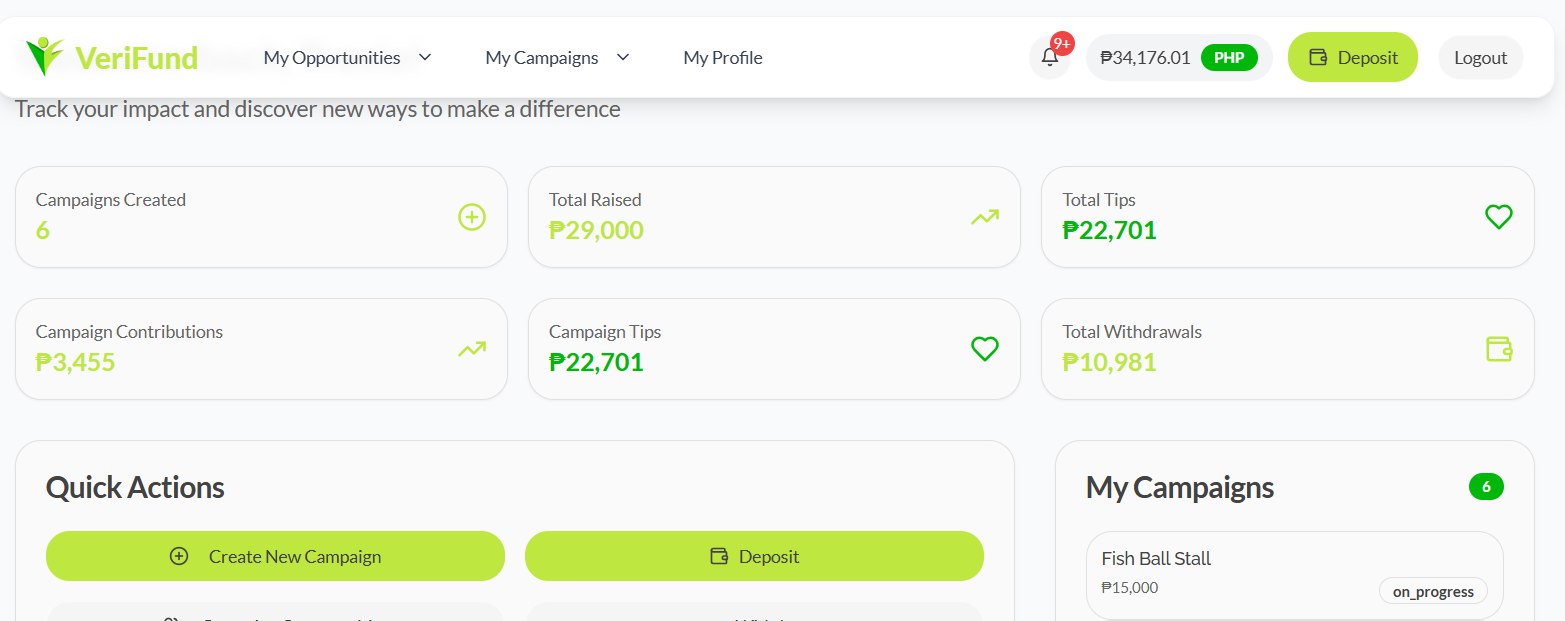 VeriFund
My Opportunities
My Campaigns
My Profile
9+
₱34,176.01 PHP
Deposit
Logout
Track your impact and discover new ways to make a difference
Campaigns Created
6
Total Raised
₱29,000
Total Tips
₱22,701
Campaign Contributions
₱3,455
Campaign Tips
₱22,701
Total Withdrawals
₱10,981
Quick Actions
Create New Campaign
Deposit
My Campaigns
6
Fish Ball Stall
₱15,000
on_progress